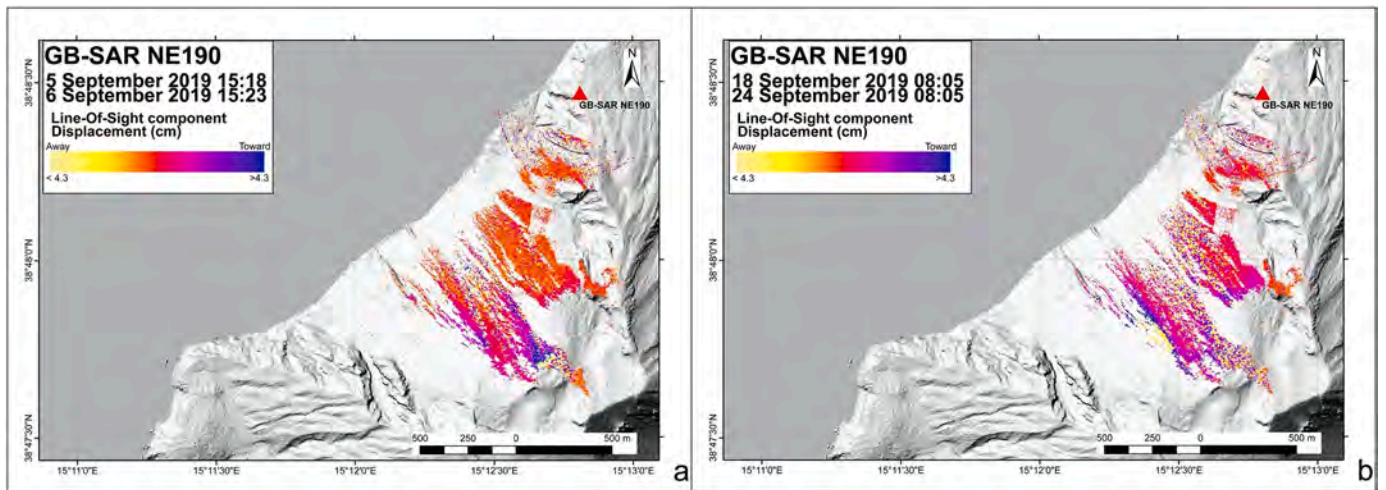 GB-SAR NE190
5 September 2019 15:18
6 September 2019 15:23
Line-Of-Sight component
Displacement (cm)
Away Toward
< 4.3 >4.3
N
GB-SAR NE190
38°48'30"N
38°48'0"N
38°47'30"N
500 250 0 500 m
15°11'0"E 15°11'30"E 15°12'0"E 15°12'30"E 15°13'0"E
a
GB-SAR NE190
18 September 2019 08:05
24 September 2019 08:05
Line-Of-Sight component
Displacement (cm)
Away Toward
< 4.3 >4.3
N
GB-SAR NE190
38°48'30"N
38°48'0"N
38°47'30"N
500 250 0 500 m
15°11'0"E 15°11'30"E 15°12'0"E 15°12'30"E 15°13'0"E
b